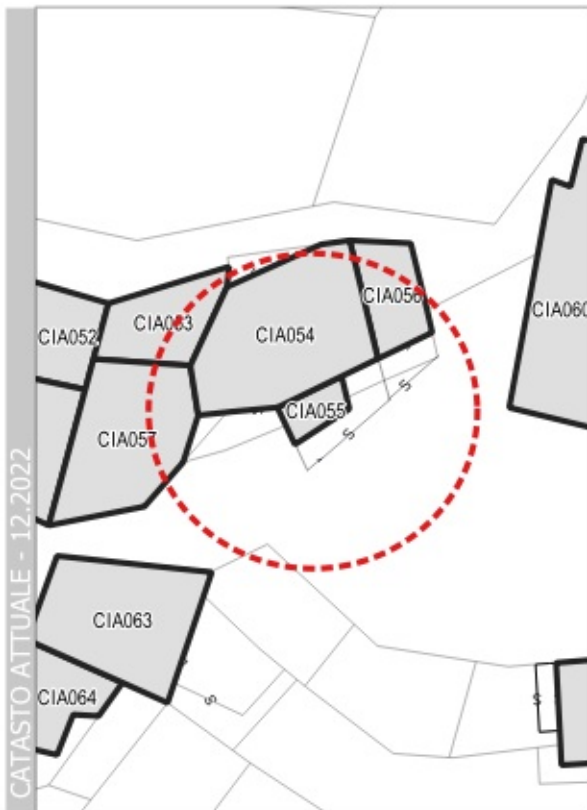 CATASTO ATTUALE - 12.2022
CIA056
CIA060
CIA052
CIA053
CIA054
CIA055
S
CIA057
S
CIA063
CIA064
S
S